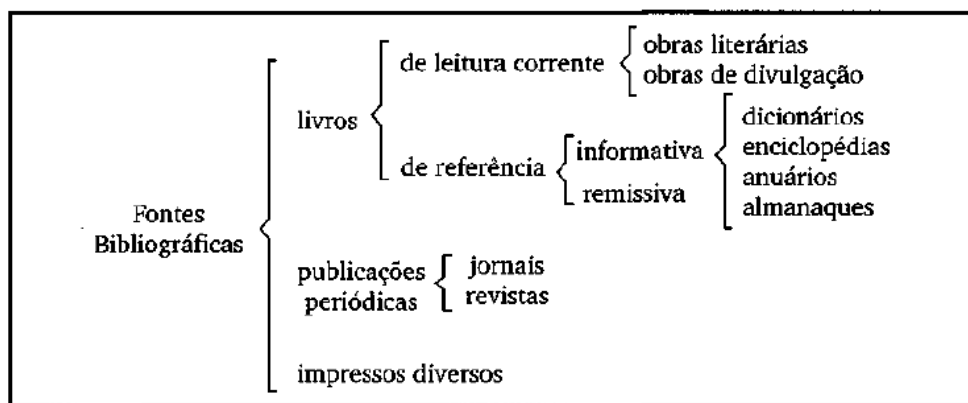 de leitura corrente
obras literárias
obras de divulgação
livros
de referência
informativa
remissiva
dicionários
enciclopédias
anuários
almanaques
Fontes
Bibliográficas
publicações
periódicas
jornais
revistas
impressos diversos